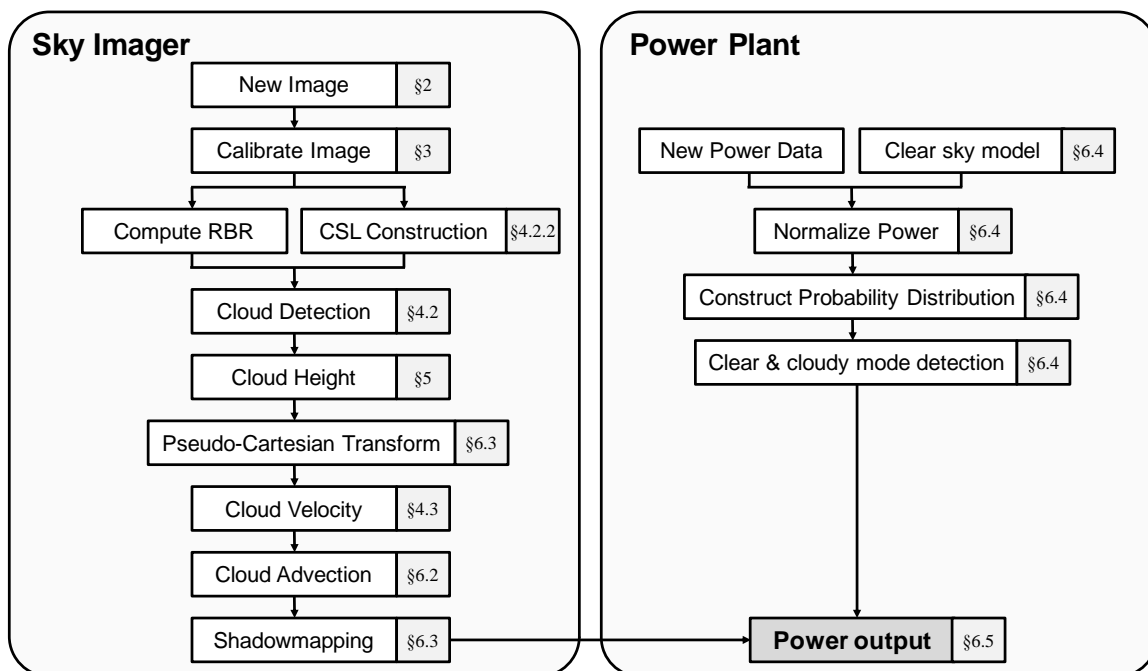 Sky Imager
New Image §2
Calibrate Image §3
Compute RBR
CSL Construction §4.2.2
Cloud Detection §4.2
Cloud Height §5
Pseudo-Cartesian Transform §6.3
Cloud Velocity §4.3
Cloud Advection §6.2
Shadowmapping §6.3
Power Plant
New Power Data
Clear sky model §6.4
Normalize Power §6.4
Construct Probability Distribution §6.4
Clear & cloudy mode detection §6.4
Power output §6.5